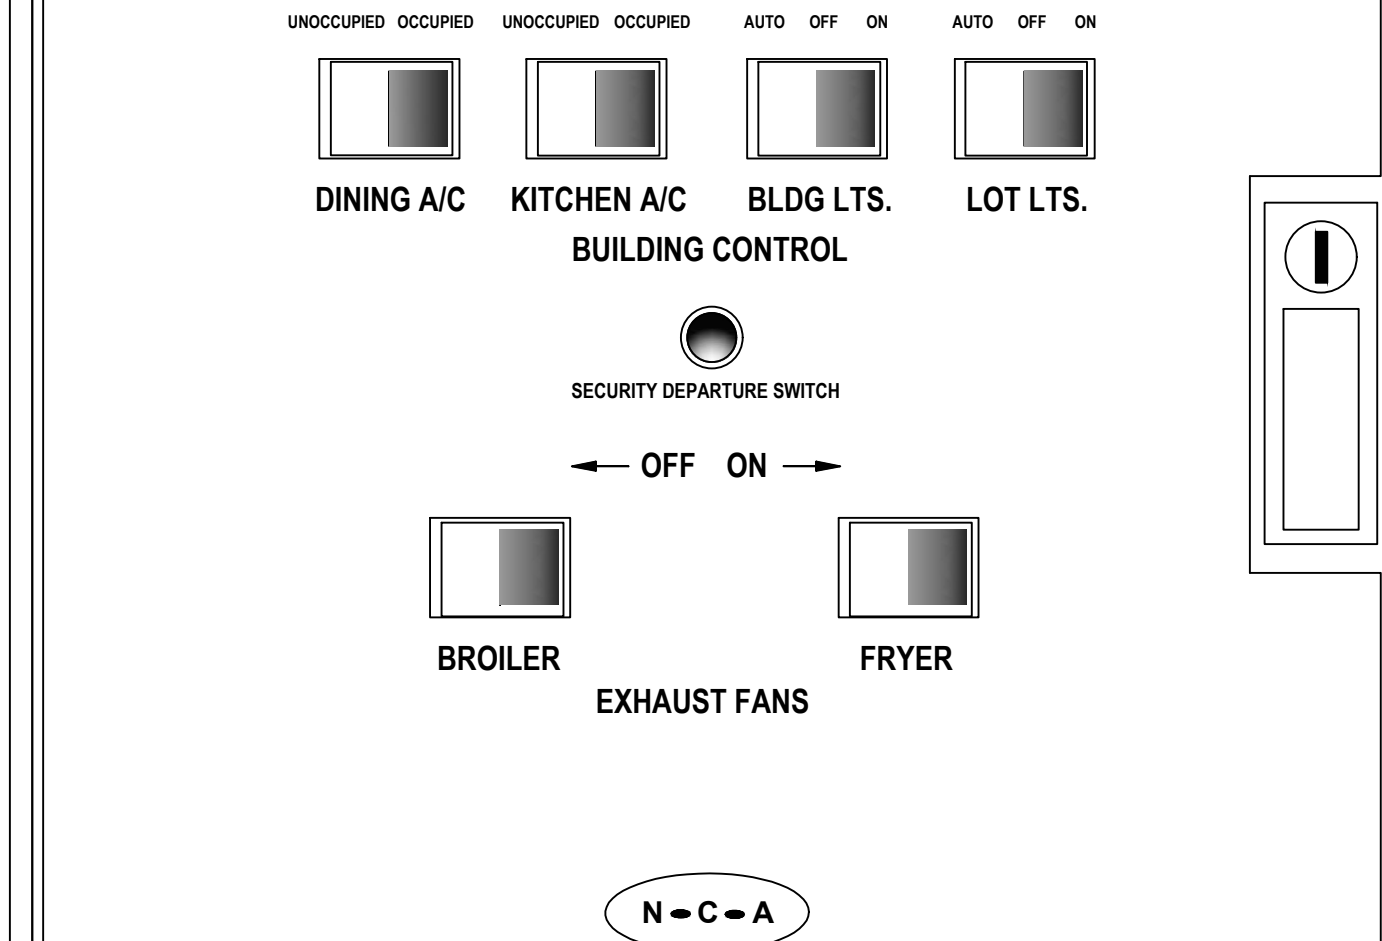 UNOCCUPIED OCCUPIED UNOCCUPIED OCCUPIED AUTO OFF ON AUTO OFF ON
DINING A/C KITCHEN A/C BLDG LTS. LOT LTS.
BUILDING CONTROL
SECURITY DEPARTURE SWITCH
OFF ON
BROILER FRYER
EXHAUST FANS
N-C-A